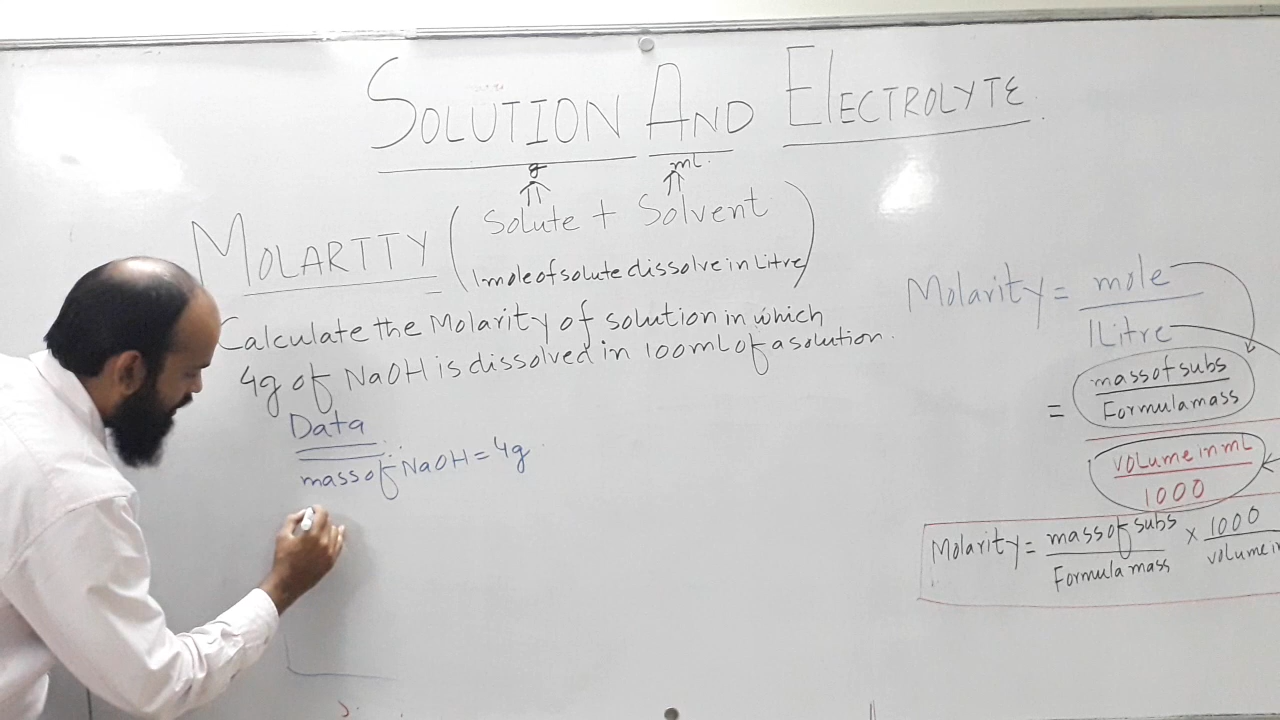 SOLUTION AND ELECTROLYTE.
g ml.
MOLARITY ( Solute + Solvent
1 mole of solute dissolve in Litre )
Calculate the Molarity of solution in which
4g of NaOH is dissolved in 100mL of a solution.
Data
mass of NaOH = 4g
Molarity = mole
1 Litre
= mass of subs
Formula mass
volume in mL
1000
Molarity = mass of subs × 1000
Formula mass volume in